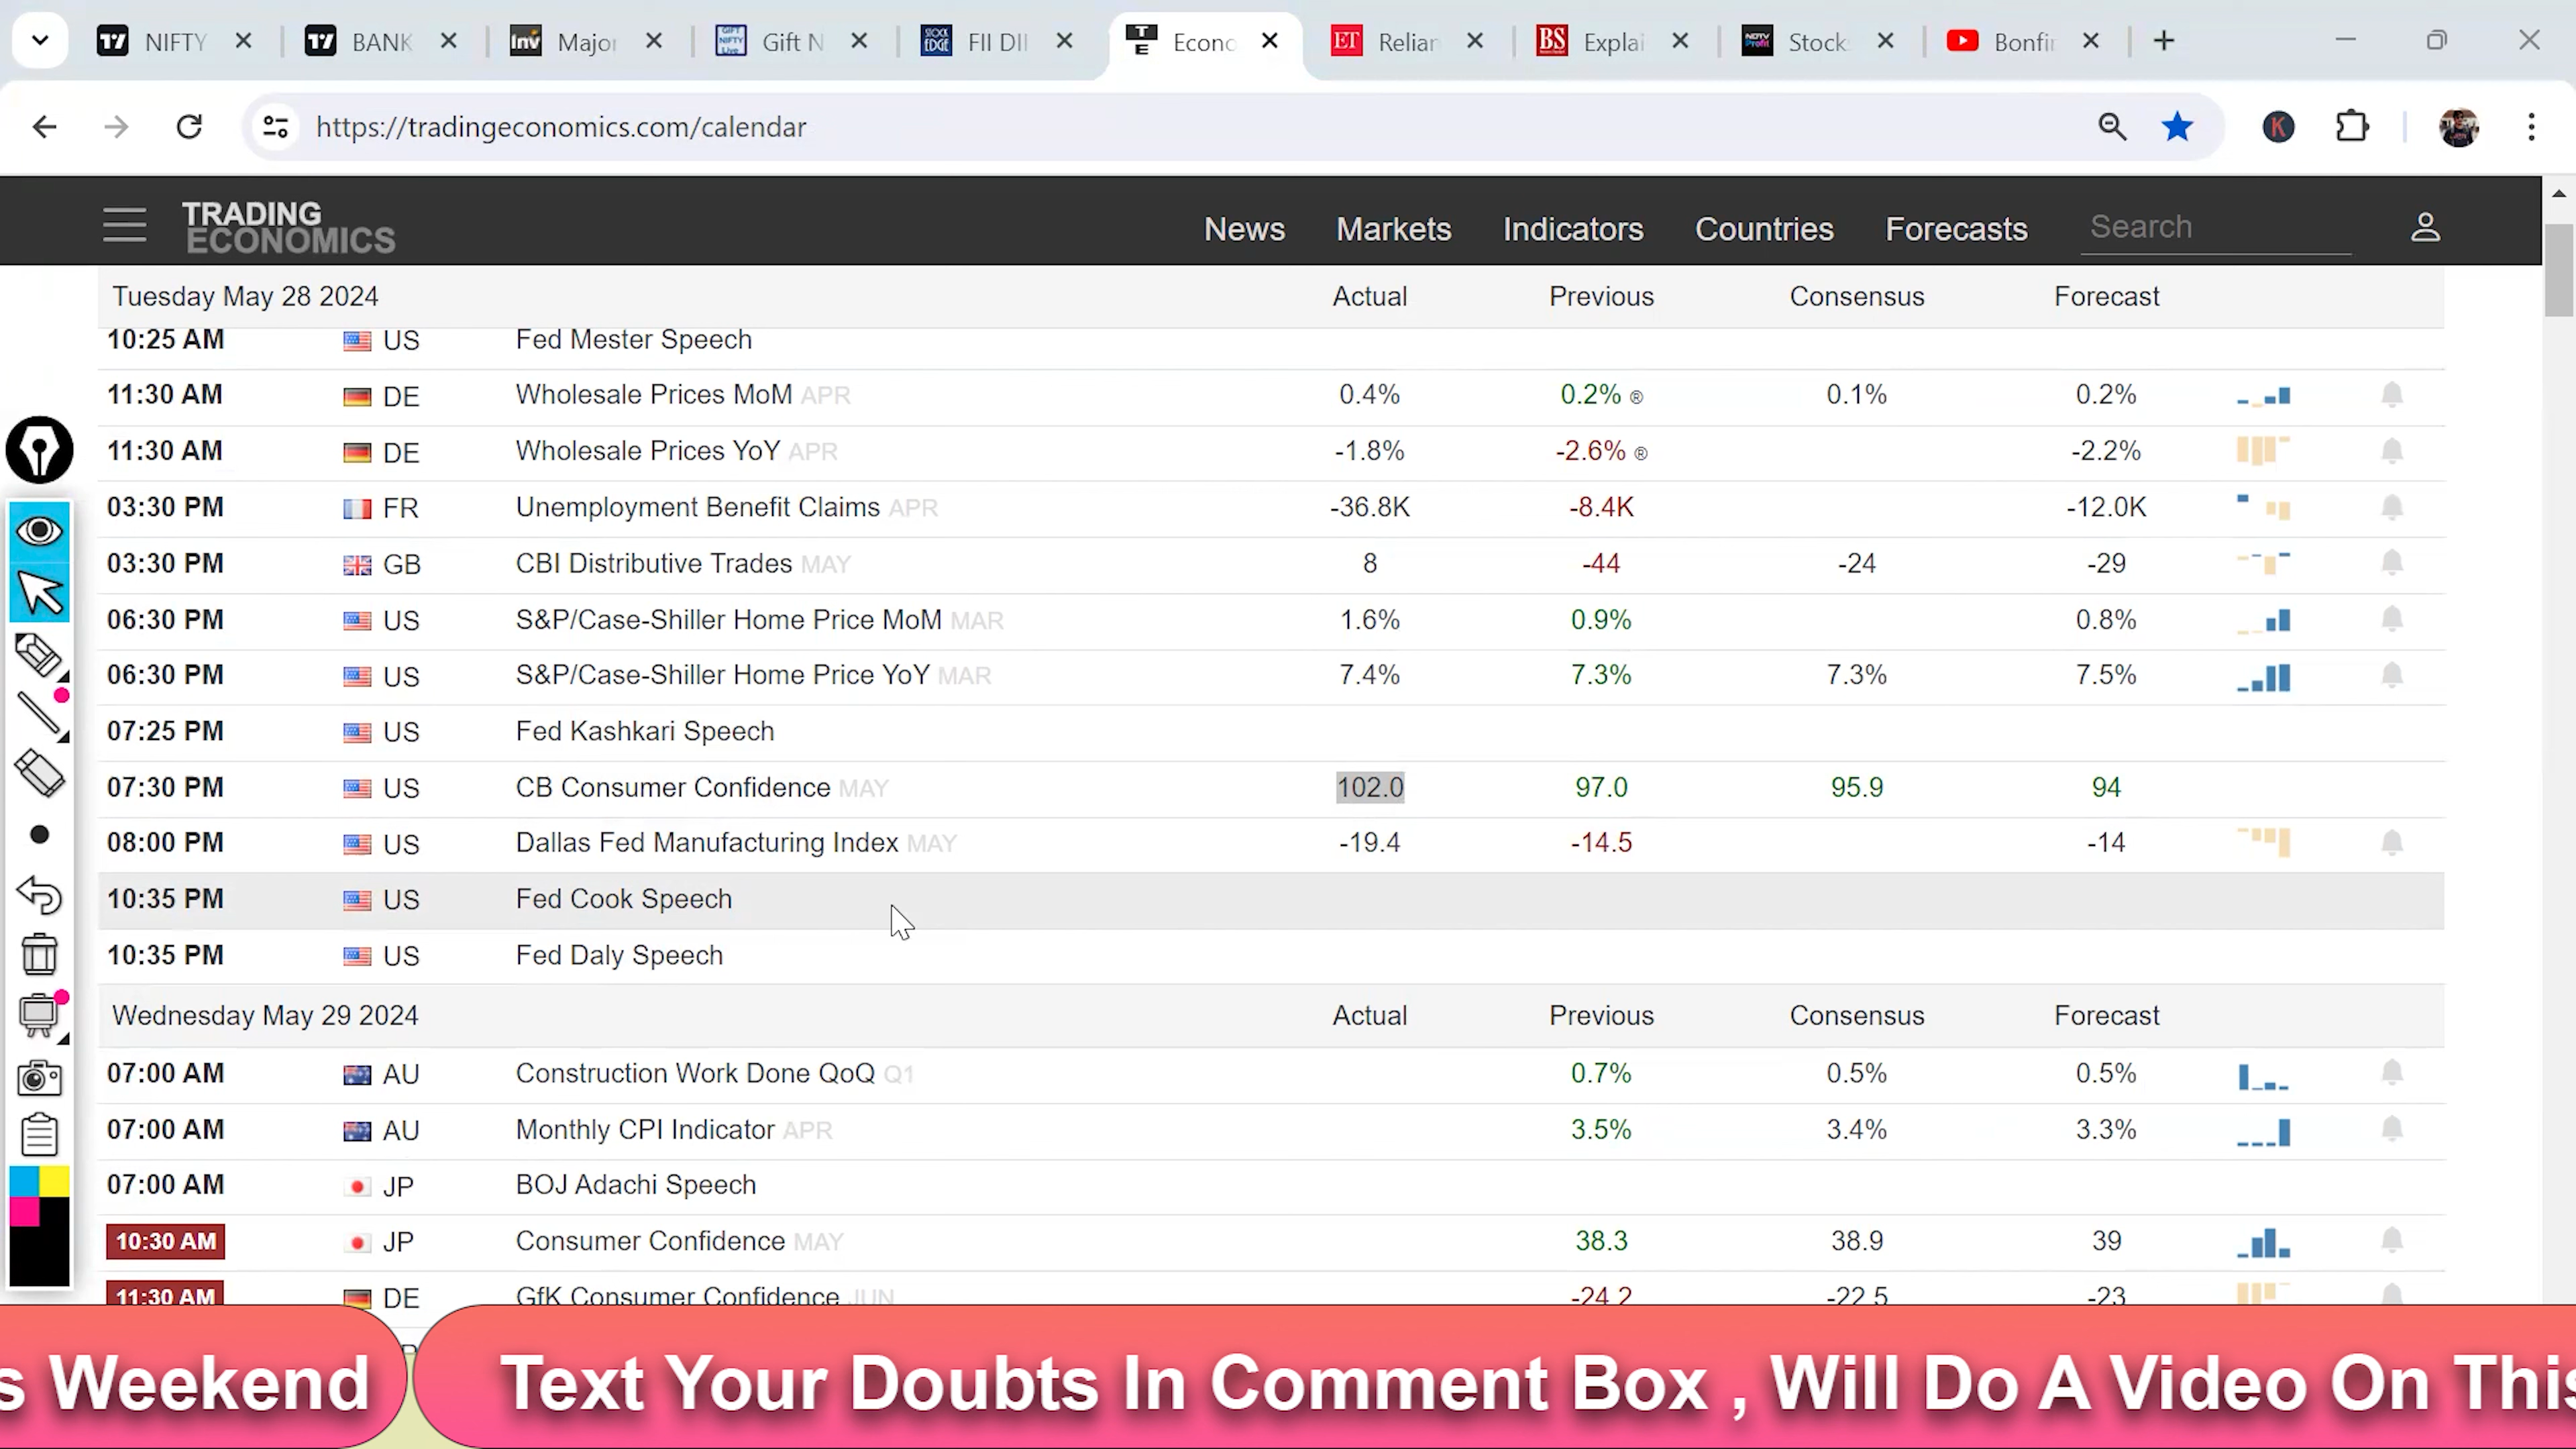 NIFTY BANK Inv Major Gift N STOCK EDGE FII DII T E Econo ET Relian BS Explai Stock Bonfi
https://tradingeconomics.com/calendar K
TRADING ECONOMICS News Markets Indicators Countries Forecasts Search
Tuesday May 28 2024 Actual Previous Consensus Forecast
10:25 AM US Fed Mester Speech
11:30 AM DE Wholesale Prices MoM APR 0.4% 0.2% ® 0.1% 0.2%
11:30 AM DE Wholesale Prices YoY APR -1.8% -2.6% ® -2.2%
03:30 PM FR Unemployment Benefit Claims APR -36.8K -8.4K -12.0K
03:30 PM GB CBI Distributive Trades MAY 8 -44 -24 -29
06:30 PM US S&P/Case-Shiller Home Price MoM MAR 1.6% 0.9% 0.8%
06:30 PM US S&P/Case-Shiller Home Price YoY MAR 7.4% 7.3% 7.3% 7.5%
07:25 PM US Fed Kashkari Speech
07:30 PM US CB Consumer Confidence MAY 102.0 97.0 95.9 94
08:00 PM US Dallas Fed Manufacturing Index MAY -19.4 -14.5 -14
10:35 PM US Fed Cook Speech
10:35 PM US Fed Daly Speech
Wednesday May 29 2024 Actual Previous Consensus Forecast
07:00 AM AU Construction Work Done QoQ Q1 0.7% 0.5% 0.5%
07:00 AM AU Monthly CPI Indicator APR 3.5% 3.4% 3.3%
07:00 AM JP BOJ Adachi Speech
10:30 AM JP Consumer Confidence MAY 38.3 38.9 39
11:30 AM DE GfK Consumer Confidence JUN -24.2 -22.5 -23
s Weekend Text Your Doubts In Comment Box , Will Do A Video On This